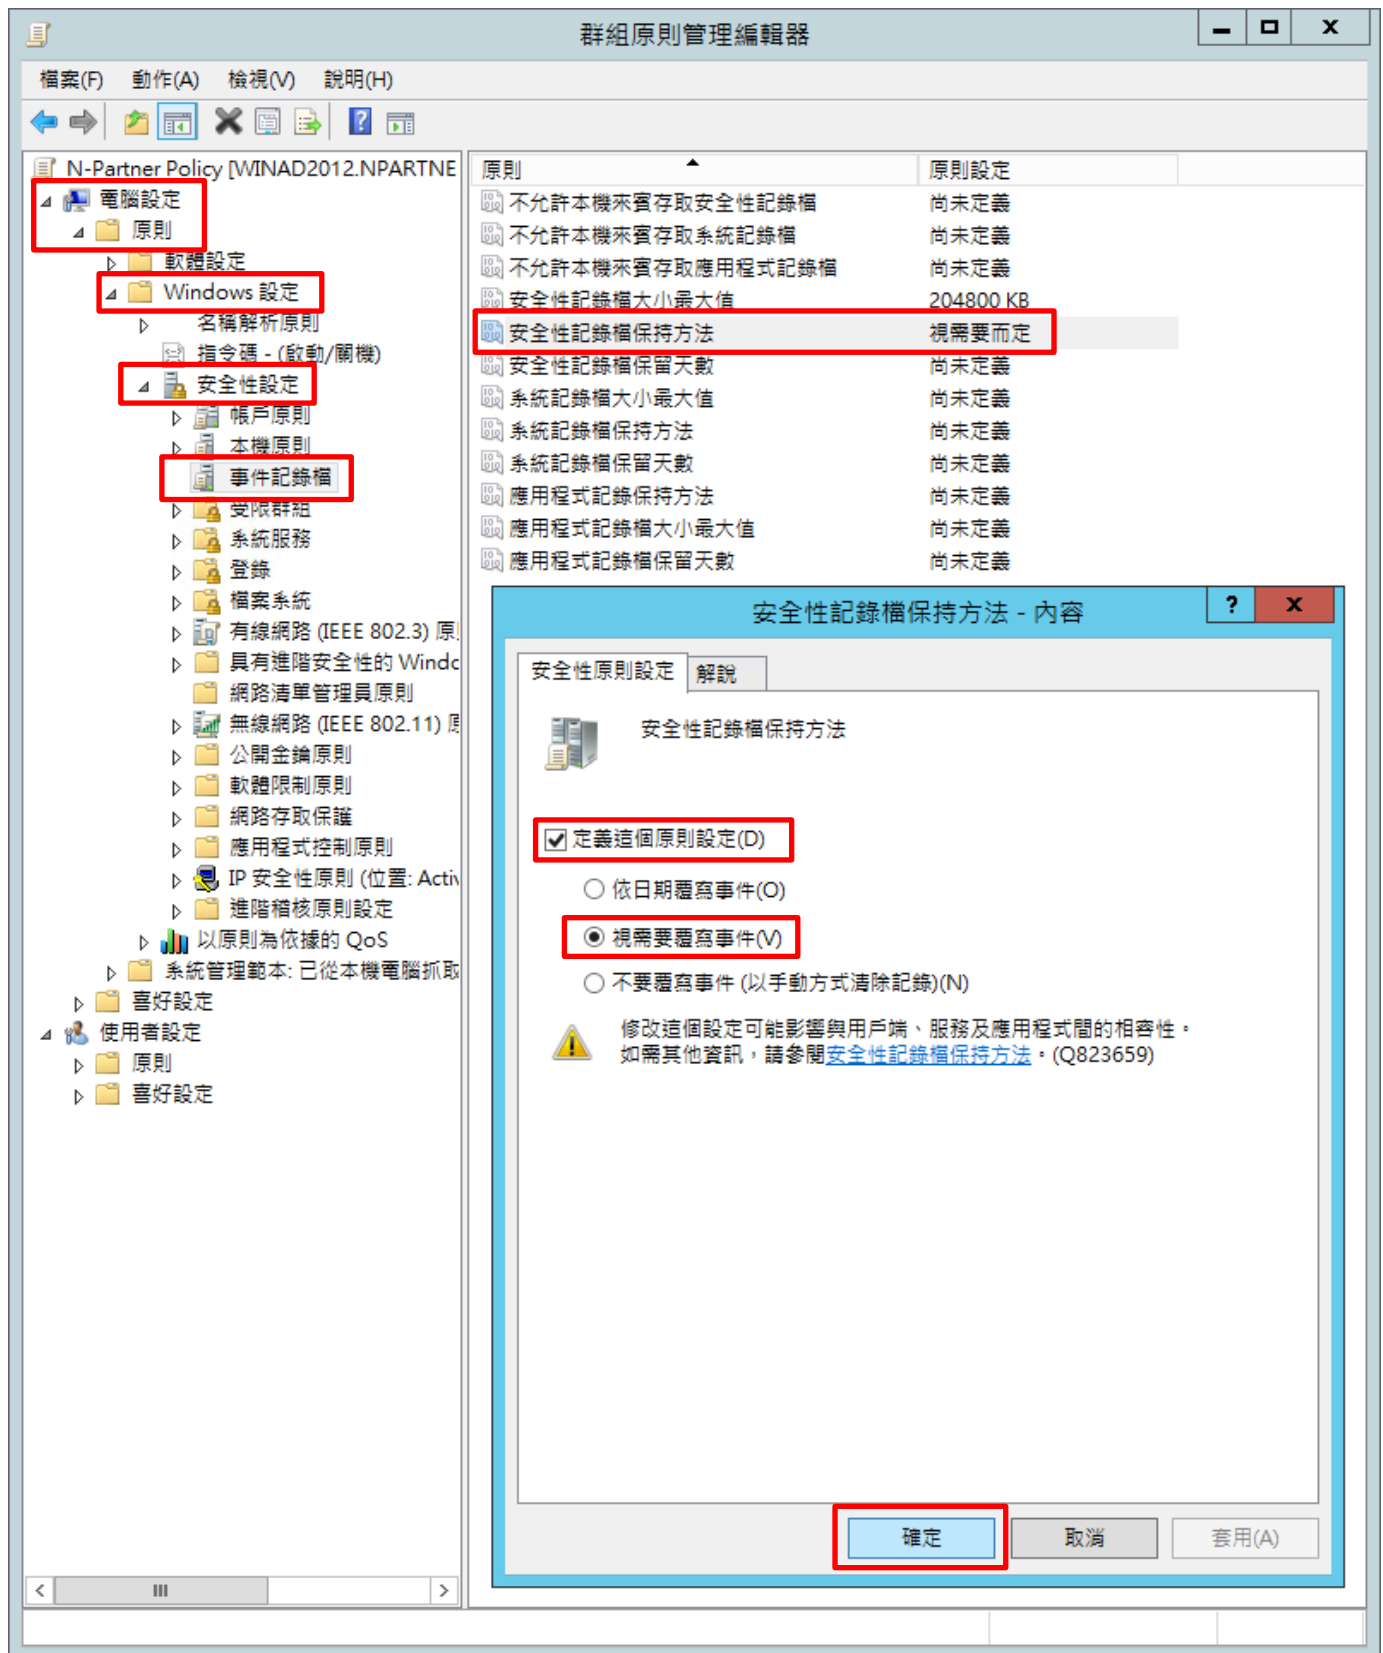 群組原則管理編輯器
檔案(F) 動作(A) 檢視(V) 說明(H)
N-Partner Policy [WINAD2012.NPARTNE
電腦設定
原則
軟體設定
Windows 設定
名稱解析原則
指令碼 - (啟動/關機)
安全性設定
帳戶原則
本機原則
事件記錄檔
受限群組
系統服務
登錄
檔案系統
有線網路 (IEEE 802.3) 原
具有進階安全性的 Windo
網路清單管理員原則
無線網路 (IEEE 802.11) 原
公開金鑰原則
軟體限制原則
網路存取保護
應用程式控制原則
IP 安全性原則 (位置: Activ
進階稽核原則設定
以原則為依據的 QoS
系統管理範本: 已從本機電腦抓取
喜好設定
使用者設定
原則
喜好設定
原則 原則設定
不允許本機來賓存取安全性記錄檔 尚未定義
不允許本機來賓存取系統記錄檔 尚未定義
不允許本機來賓存取應用程式記錄檔 尚未定義
安全性記錄檔大小最大值 204800 KB
安全性記錄檔保持方法 視需要而定
安全性記錄檔保留天數 尚未定義
系統記錄檔大小最大值 尚未定義
系統記錄檔保持方法 尚未定義
系統記錄檔保留天數 尚未定義
應用程式記錄保持方法 尚未定義
應用程式記錄檔大小最大值 尚未定義
應用程式記錄檔保留天數 尚未定義
安全性記錄檔保持方法 - 內容
安全性原則設定 解說
安全性記錄檔保持方法
定義這個原則設定(D)
依日期覆寫事件(O)
視需要覆寫事件(V)
不要覆寫事件 (以手動方式清除記錄)(N)
修改這個設定可能影響與用戶端、服務及應用程式間的相容性。
如需其他資訊，請參閱安全性記錄檔保持方法。(Q823659)
確定 取消 套用(A)